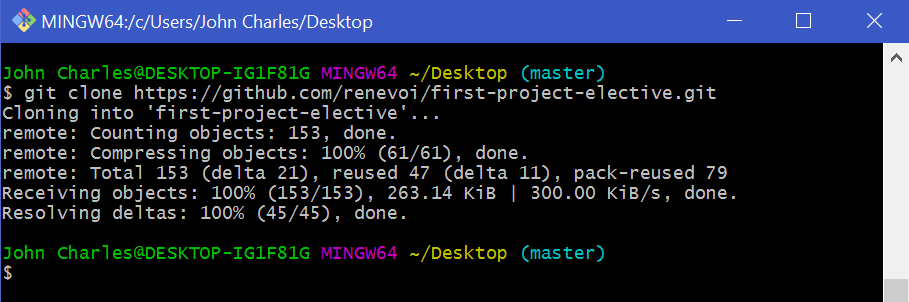 MINGW64:/c/Users/John Charles/Desktop
John Charles@DESKTOP-IG1F81G MINGW64 ~/Desktop (master)
$ git clone https://github.com/renevoi/first-project-elective.git
Cloning into 'first-project-elective'...
remote: Counting objects: 153, done.
remote: Compressing objects: 100% (61/61), done.
remote: Total 153 (delta 21), reused 47 (delta 11), pack-reused 79
Receiving objects: 100% (153/153), 263.14 KiB | 300.00 KiB/s, done.
Resolving deltas: 100% (45/45), done.
John Charles@DESKTOP-IG1F81G MINGW64 ~/Desktop (master)
$